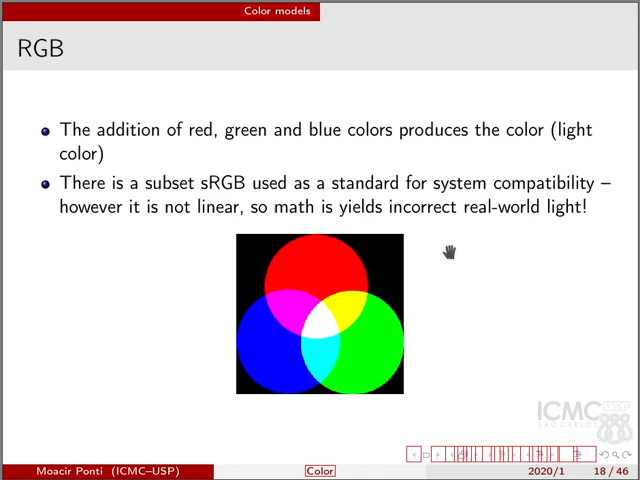 Color models
RGB
The addition of red, green and blue colors produces the color (light
color)
There is a subset sRGB used as a standard for system compatibility –
however it is not linear, so math is yields incorrect real-world light!
ICMC USP
SÃO CARLOS
Moacir Ponti (ICMC–USP)
Color
2020/1
18 / 46